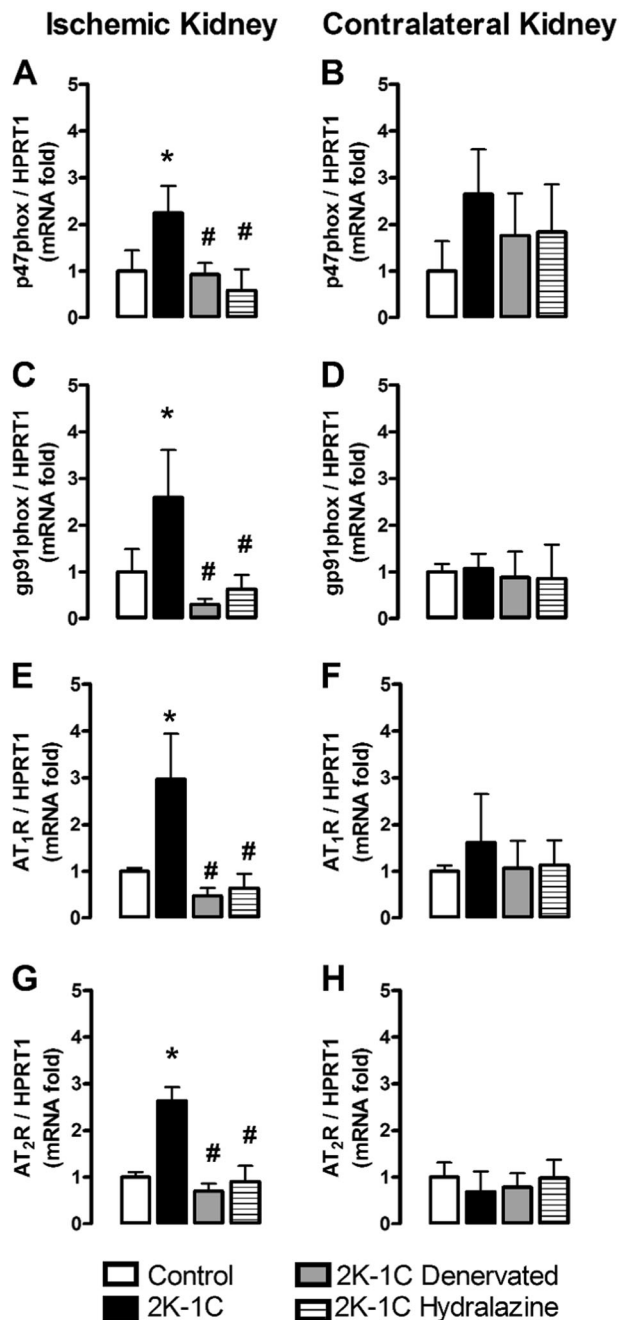 Ischemic Kidney Contralateral Kidney
A B
p47phox / HPRT1
(mRNA fold)
5
4
3
2
1
0
*
#
#
p47phox / HPRT1
(mRNA fold)
5
4
3
2
1
0
C D
gp91phox / HPRT1
(mRNA fold)
5
4
3
2
1
0
*
#
#
gp91phox / HPRT1
(mRNA fold)
5
4
3
2
1
0
E F
AT₁R / HPRT1
(mRNA fold)
5
4
3
2
1
0
*
#
#
AT₁R / HPRT1
(mRNA fold)
5
4
3
2
1
0
G H
AT₂R / HPRT1
(mRNA fold)
5
4
3
2
1
0
*
#
#
AT₂R / HPRT1
(mRNA fold)
5
4
3
2
1
0
Control 2K-1C Denervated
2K-1C 2K-1C Hydralazine